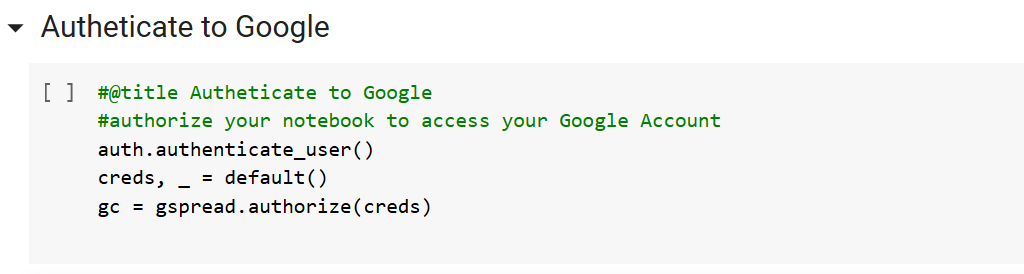 Autheticate to Google
[ ] #@title Autheticate to Google
#authorize your notebook to access your Google Account
auth.authenticate_user()
creds, _ = default()
gc = gspread.authorize(creds)